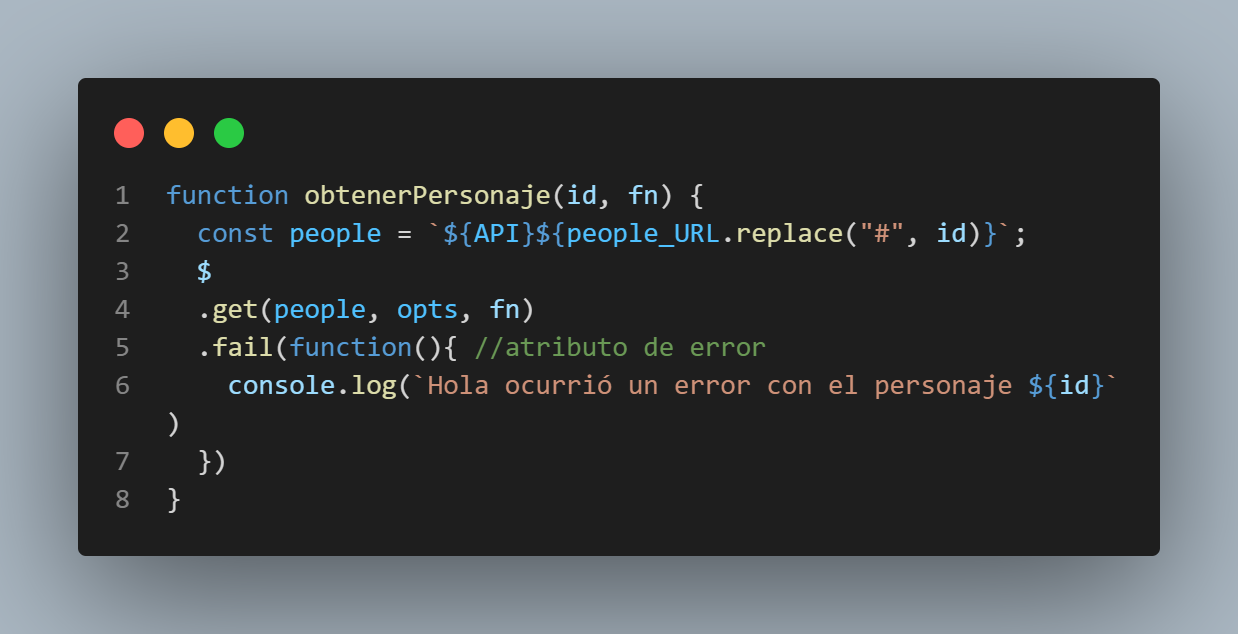 1 function obtenerPersonaje(id, fn) {
2   const people = `${API}${people_URL.replace("#", id)}`;
3   $
4   .get(people, opts, fn)
5   .fail(function(){ //atributo de error
6     console.log(`Hola ocurrió un error con el personaje ${id}`
)
7   })
8 }